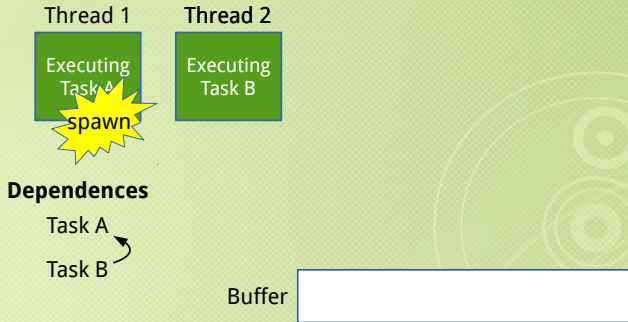 Thread 1
Thread 2
Executing
Task A
Executing
Task B
spawn
Dependences
Task A
Task B
Buffer